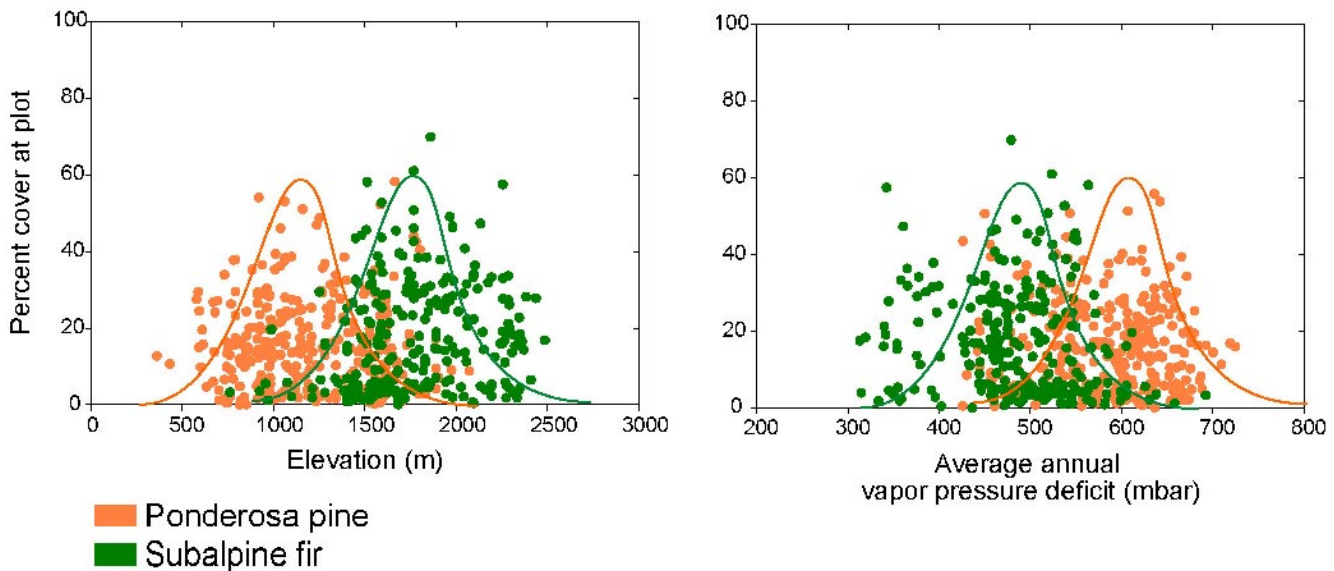 100
80
60
40
20
0
Percent cover at plot
0 500 1000 1500 2000 2500 3000
Elevation (m)
100
80
60
40
20
0
200 300 400 500 600 700 800
Average annual
vapor pressure deficit (mbar)
Ponderosa pine
Subalpine fir